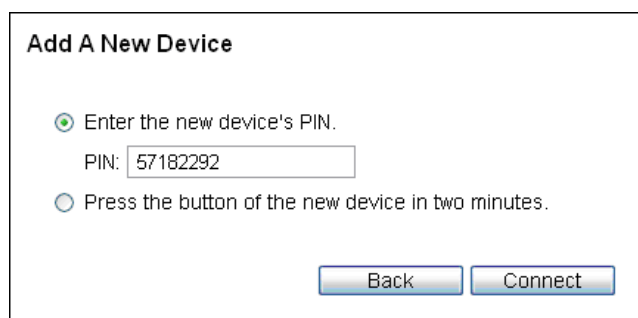 Add A New Device
Enter the new device's PIN.
PIN: 57182292
Press the button of the new device in two minutes.
Back Connect